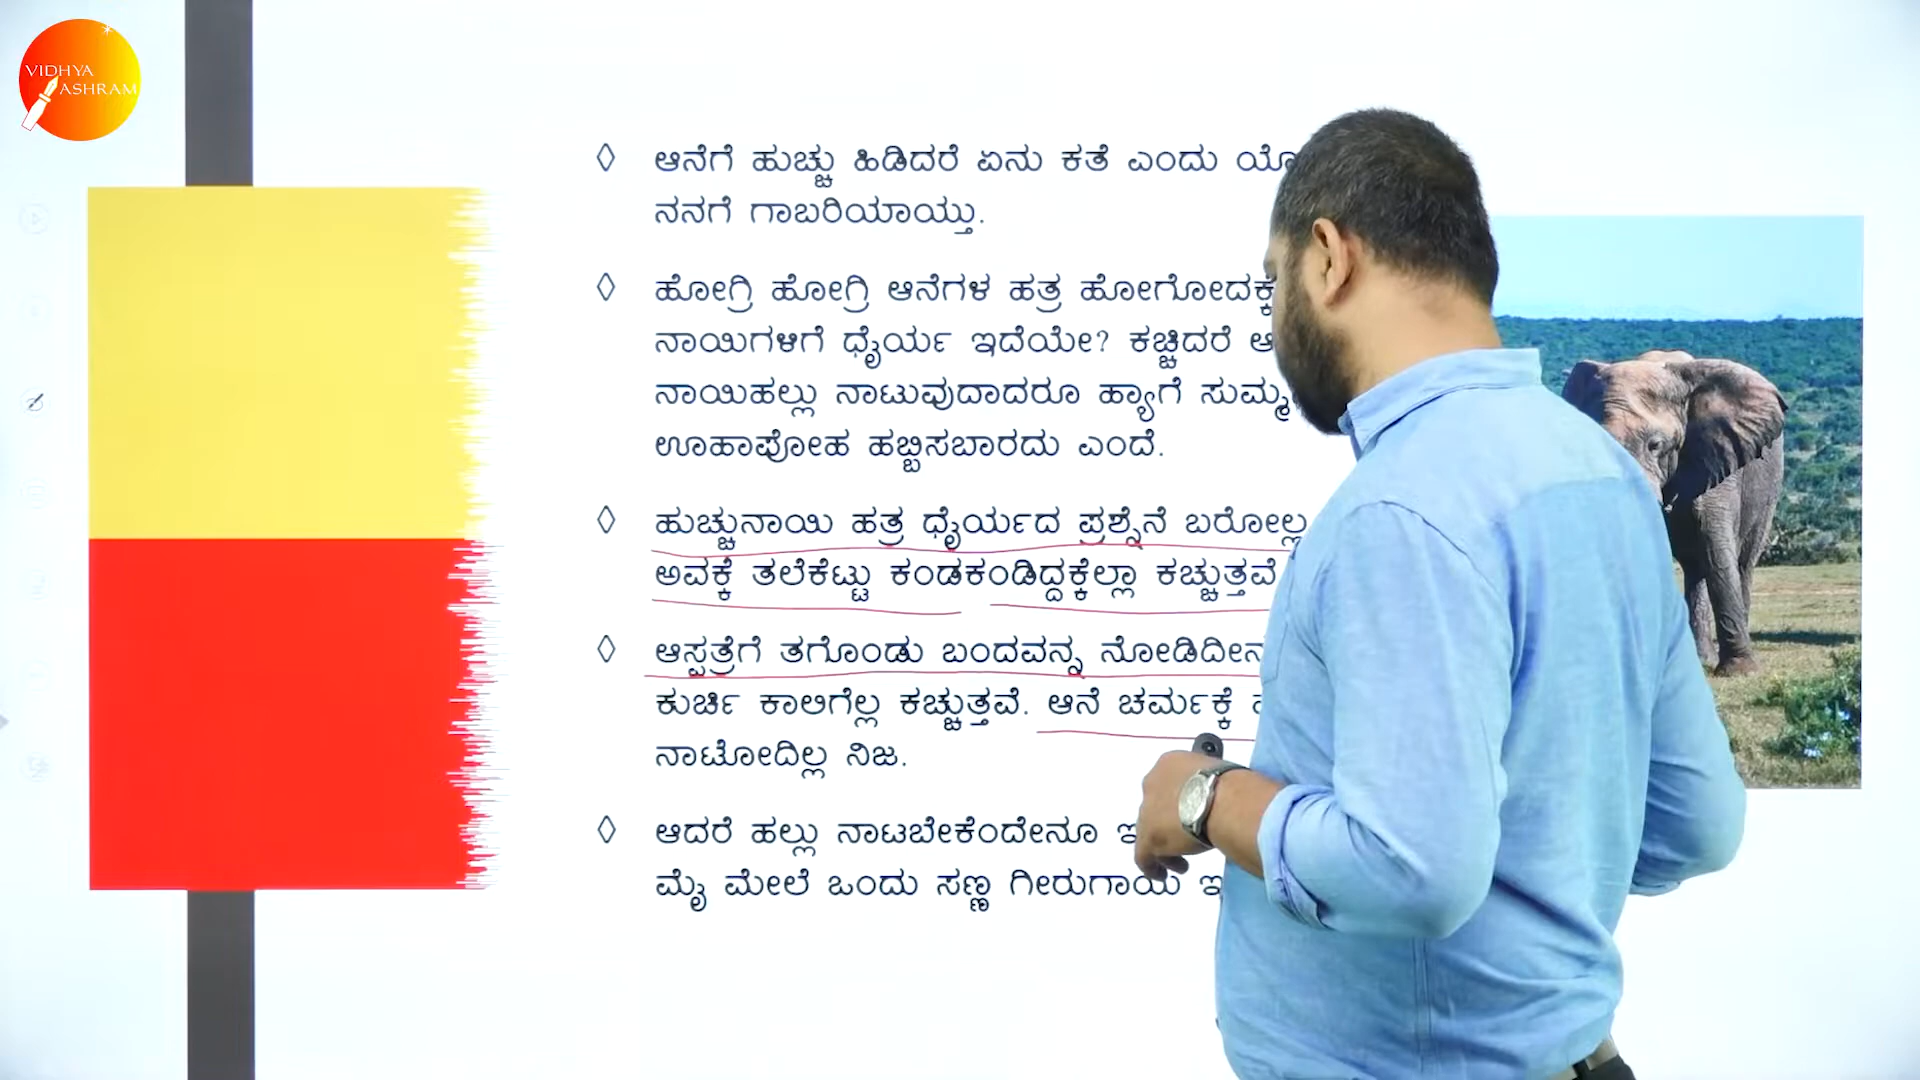 VIDHYA
ASHRAM
ಆನೆಗೆ ಹುಚ್ಚು ಹಿಡಿದರೆ ಏನು ಕತೆ ಎಂದು
ನನಗೆ ಗಾಬರಿಯಾಯ್ತು.
ಹೋಗ್ರಿ ಹೋಗ್ರಿ ಆನೆಗಳ ಹತ್ರ ಹೋಗೋದಕ್ಕೆ
ನಾಯಿಗಳಿಗೆ ಧೈರ್ಯ ಇದೆಯೇ? ಕಚ್ಚಿದರೆ
ನಾಯಿಹಲ್ಲು ನಾಟುವುದಾದರೂ ಹ್ಯಾಗೆ ಸುಮ್ಮ
ಊಹಾಪೋಹ ಹಬ್ಬಿಸಬಾರದು ಎಂದೆ.
ಹುಚ್ಚುನಾಯಿ ಹತ್ರ ಧೈರ್ಯದ ಪ್ರಶ್ನೆನೆ ಬರೋಲ್ಲ
ಅವಕ್ಕೆ ತಲೆಕೆಟ್ಟು ಕಂಡಕಂಡಿದ್ದಕ್ಕೆಲ್ಲಾ ಕಚ್ಚುತ್ತವೆ
ಆಸ್ಪತ್ರೆಗೆ ತಗೊಂಡು ಬಂದವನ್ನ ನೋಡಿದೀನ
ಕುರ್ಚಿ ಕಾಲಿಗೆಲ್ಲ ಕಚ್ಚುತ್ತವೆ. ಆನೆ ಚರ್ಮಕ್ಕೆ
ನಾಟೋದಿಲ್ಲ ನಿಜ.
ಆದರೆ ಹಲ್ಲು ನಾಟಬೇಕೆಂದೇನೂ
ಮೈ ಮೇಲೆ ಒಂದು ಸಣ್ಣ ಗೀರುಗಾಯ